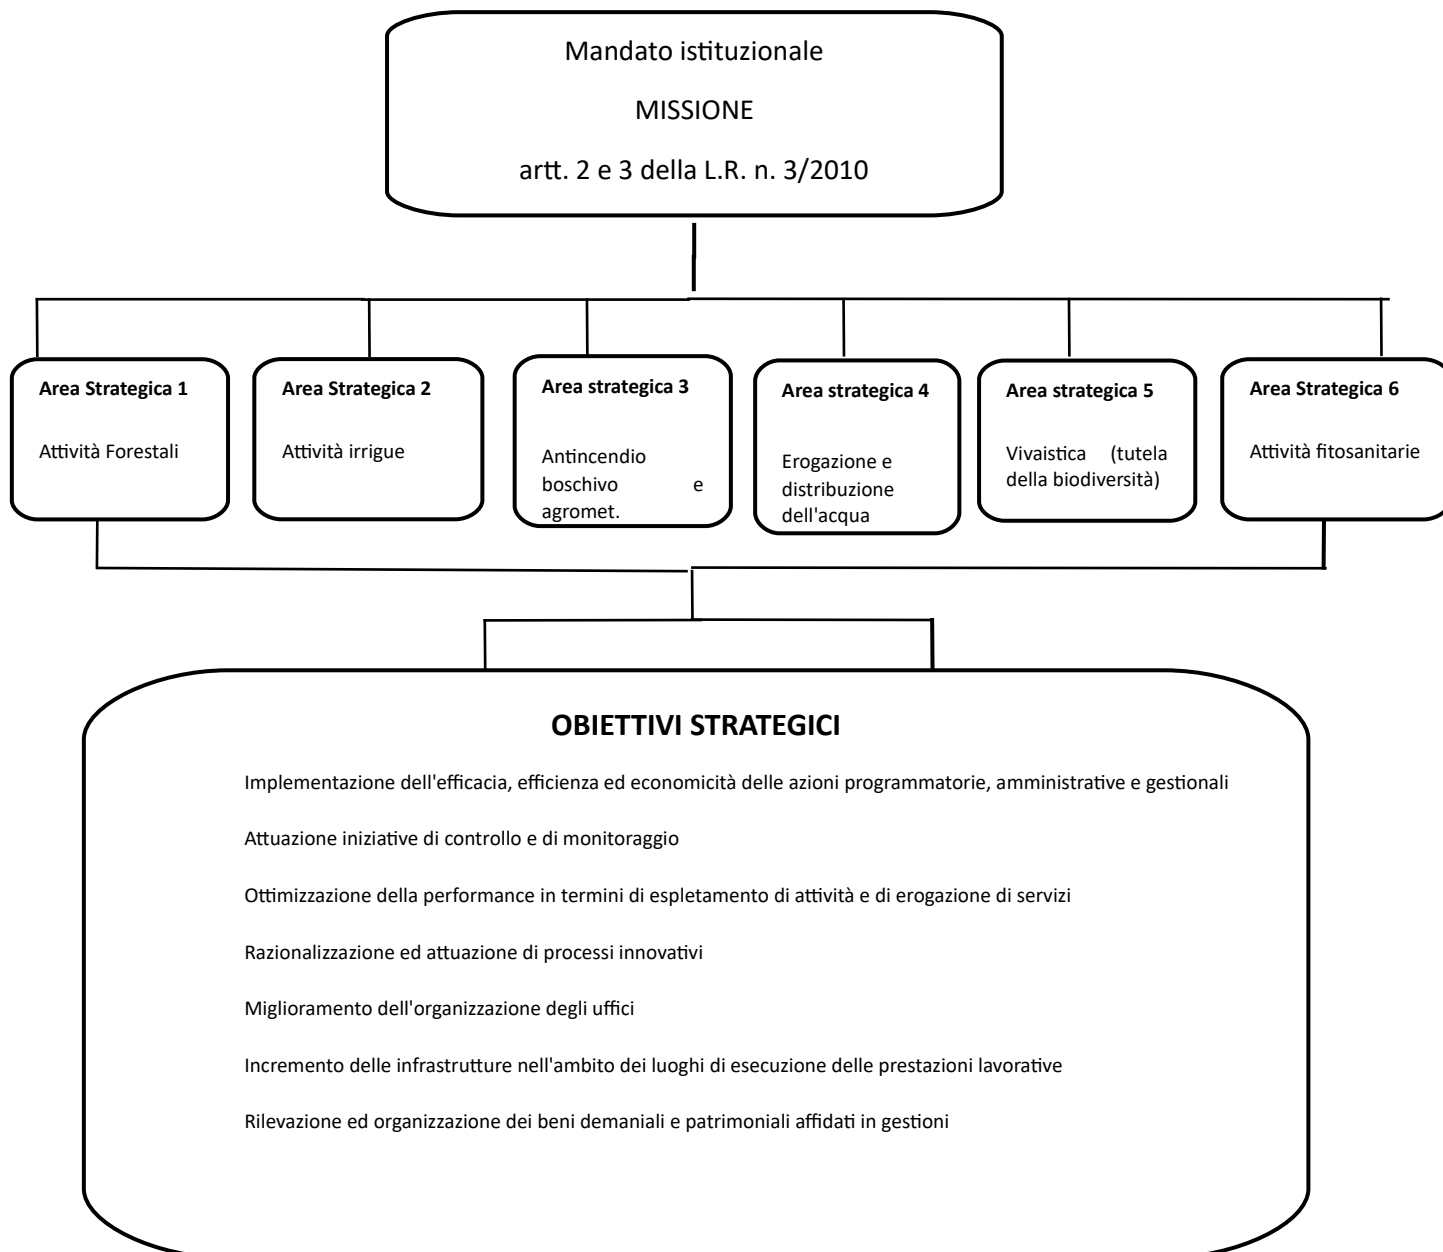 Mandato istituzionale
MISSIONE
artt. 2 e 3 della L.R. n. 3/2010
Area Strategica 1
Attività Forestali
Area Strategica 2
Attività irrigue
Area strategica 3
Antincendio
boschivo e
agromet.
Area strategica 4
Erogazione e
distribuzione
dell'acqua
Area strategica 5
Vivaistica (tutela
della biodiversità)
Area Strategica 6
Attività fitosanitarie
OBIETTIVI STRATEGICI
Implementazione dell'efficacia, efficienza ed economicità delle azioni programmatorie, amministrative e gestionali
Attuazione iniziative di controllo e di monitoraggio
Ottimizzazione della performance in termini di espletamento di attività e di erogazione di servizi
Razionalizzazione ed attuazione di processi innovativi
Miglioramento dell'organizzazione degli uffici
Incremento delle infrastrutture nell'ambito dei luoghi di esecuzione delle prestazioni lavorative
Rilevazione ed organizzazione dei beni demaniali e patrimoniali affidati in gestioni